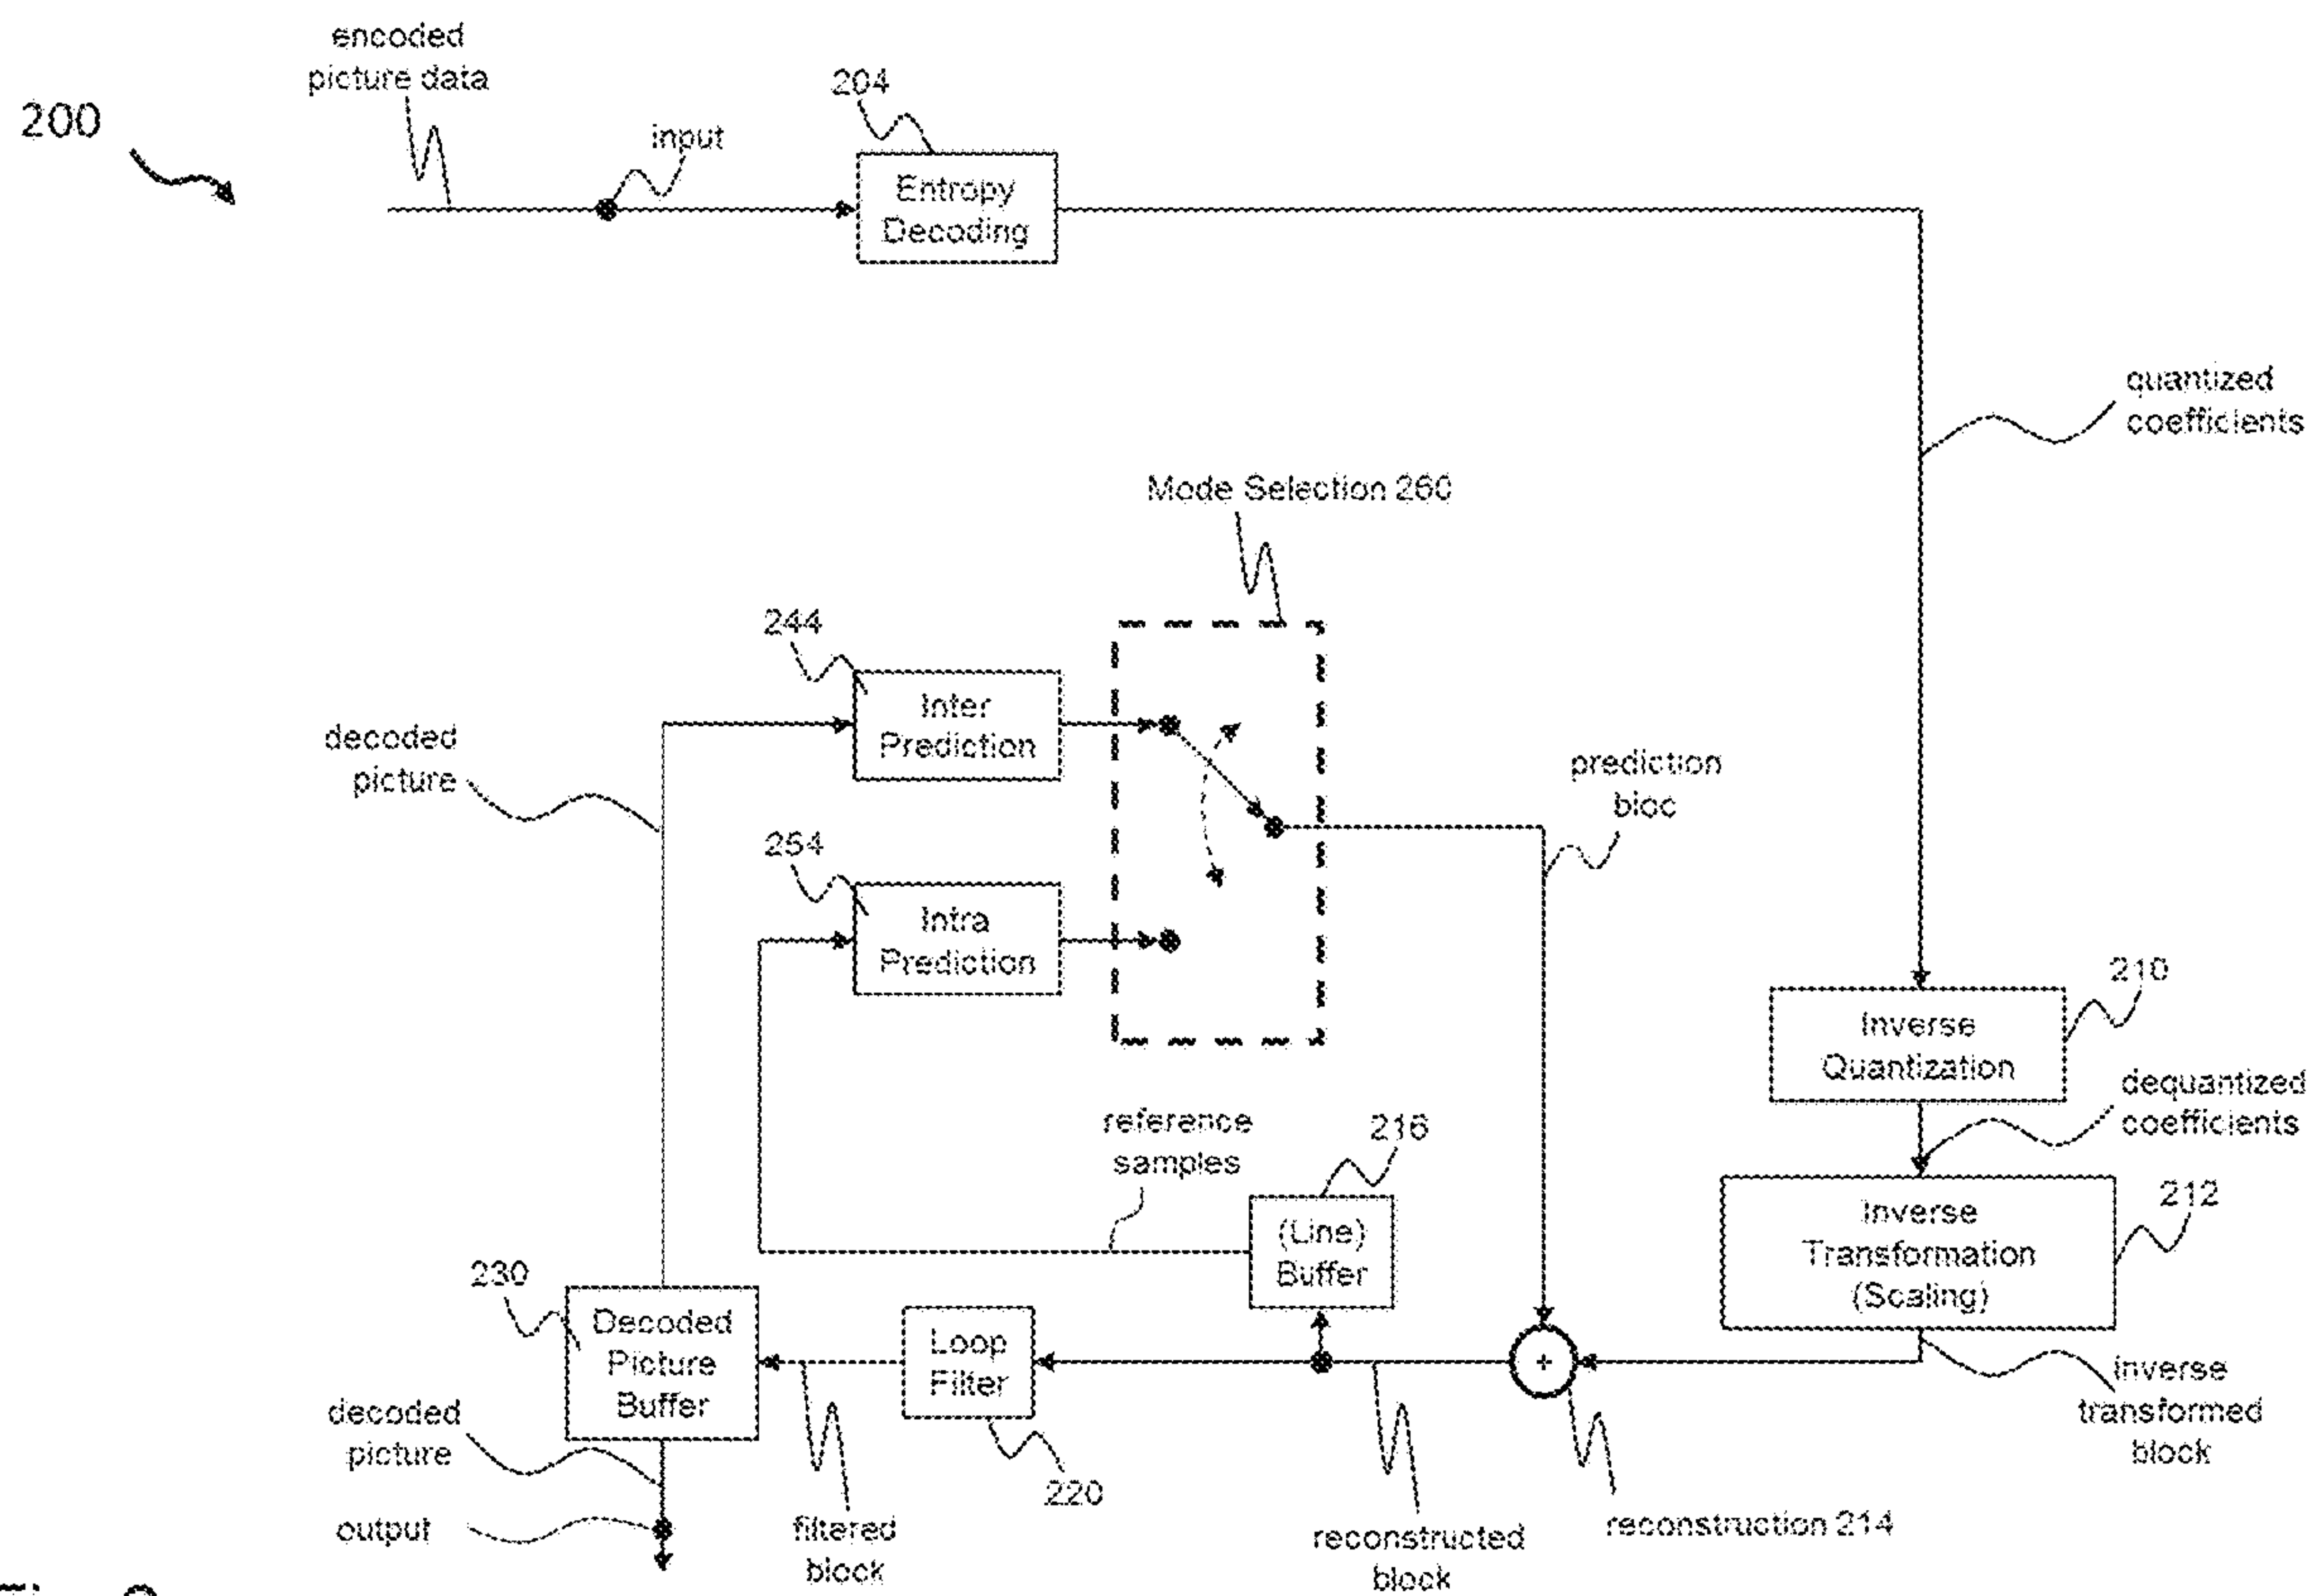 encoded
picture data
200
input
204
Entropy
Decoding
quantized
coefficients
Mode Selection 260
244
Inter
Prediction
decoded
picture
prediction
bloc
254
Intra
Prediction
210
Inverse
Quantization
dequantized
coefficients
reference
samples
216
(Line)
Buffer
212
Inverse
Transformation
(Scaling)
230
Decoded
Picture
Buffer
Loop
Filter
+
inverse
transformed
block
decoded
picture
220
output
filtered
block
reconstructed
block
reconstruction 214